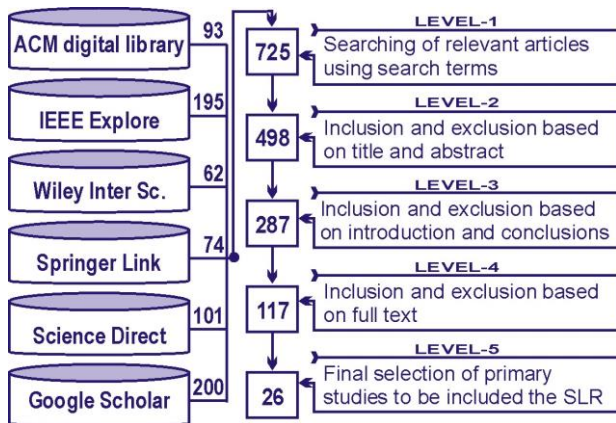 ACM digital library
93
IEEE Explore
195
Wiley Inter Sc.
62
Springer Link
74
Science Direct
101
Google Scholar
200
725
LEVEL-1
Searching of relevant articles
using search terms
498
LEVEL-2
Inclusion and exclusion based
on title and abstract
287
LEVEL-3
Inclusion and exclusion based
on introduction and conclusions
117
LEVEL-4
Inclusion and exclusion based
on full text
26
LEVEL-5
Final selection of primary
studies to be included the SLR